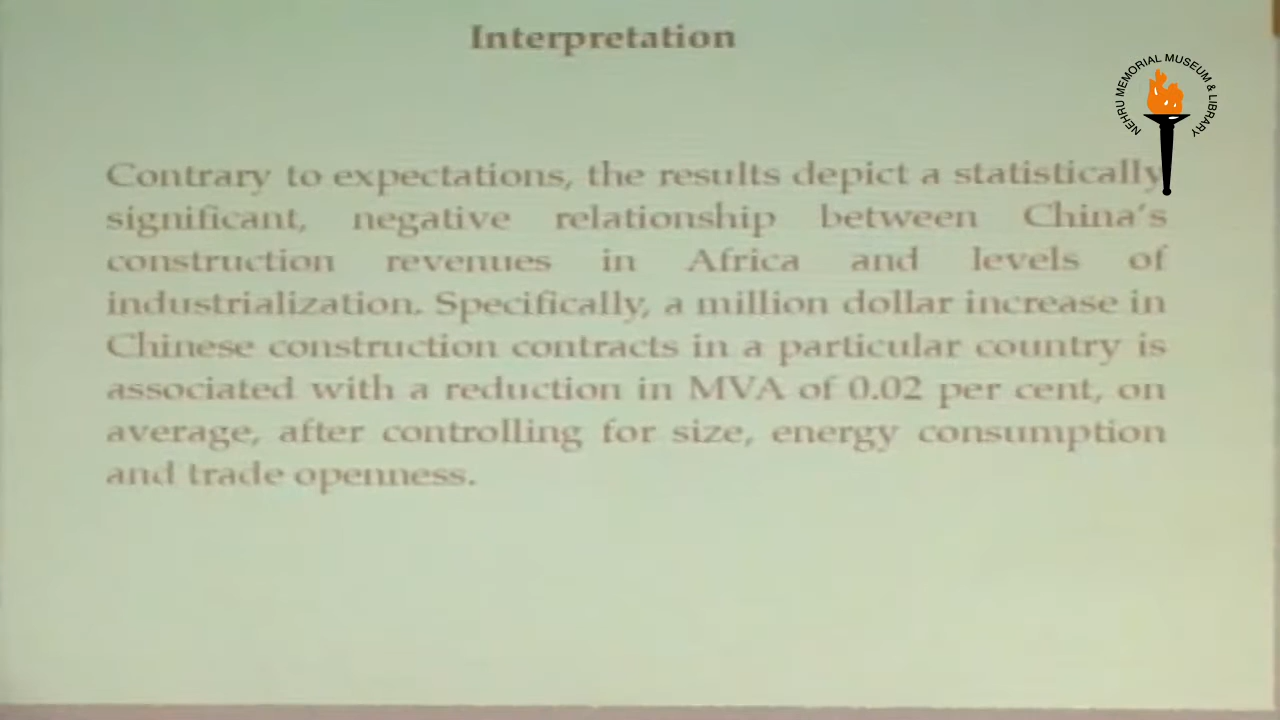 Interpretation
NEHRU MEMORIAL MUSEUM & LIBRARY
Contrary to expectations, the results depict a statistically
significant, negative relationship between China's
construction revenues in Africa and levels of
industrialization. Specifically, a million dollar increase in
Chinese construction contracts in a particular country is
associated with a reduction in MVA of 0.02 per cent, on
average, after controlling for size, energy consumption
and trade openness.